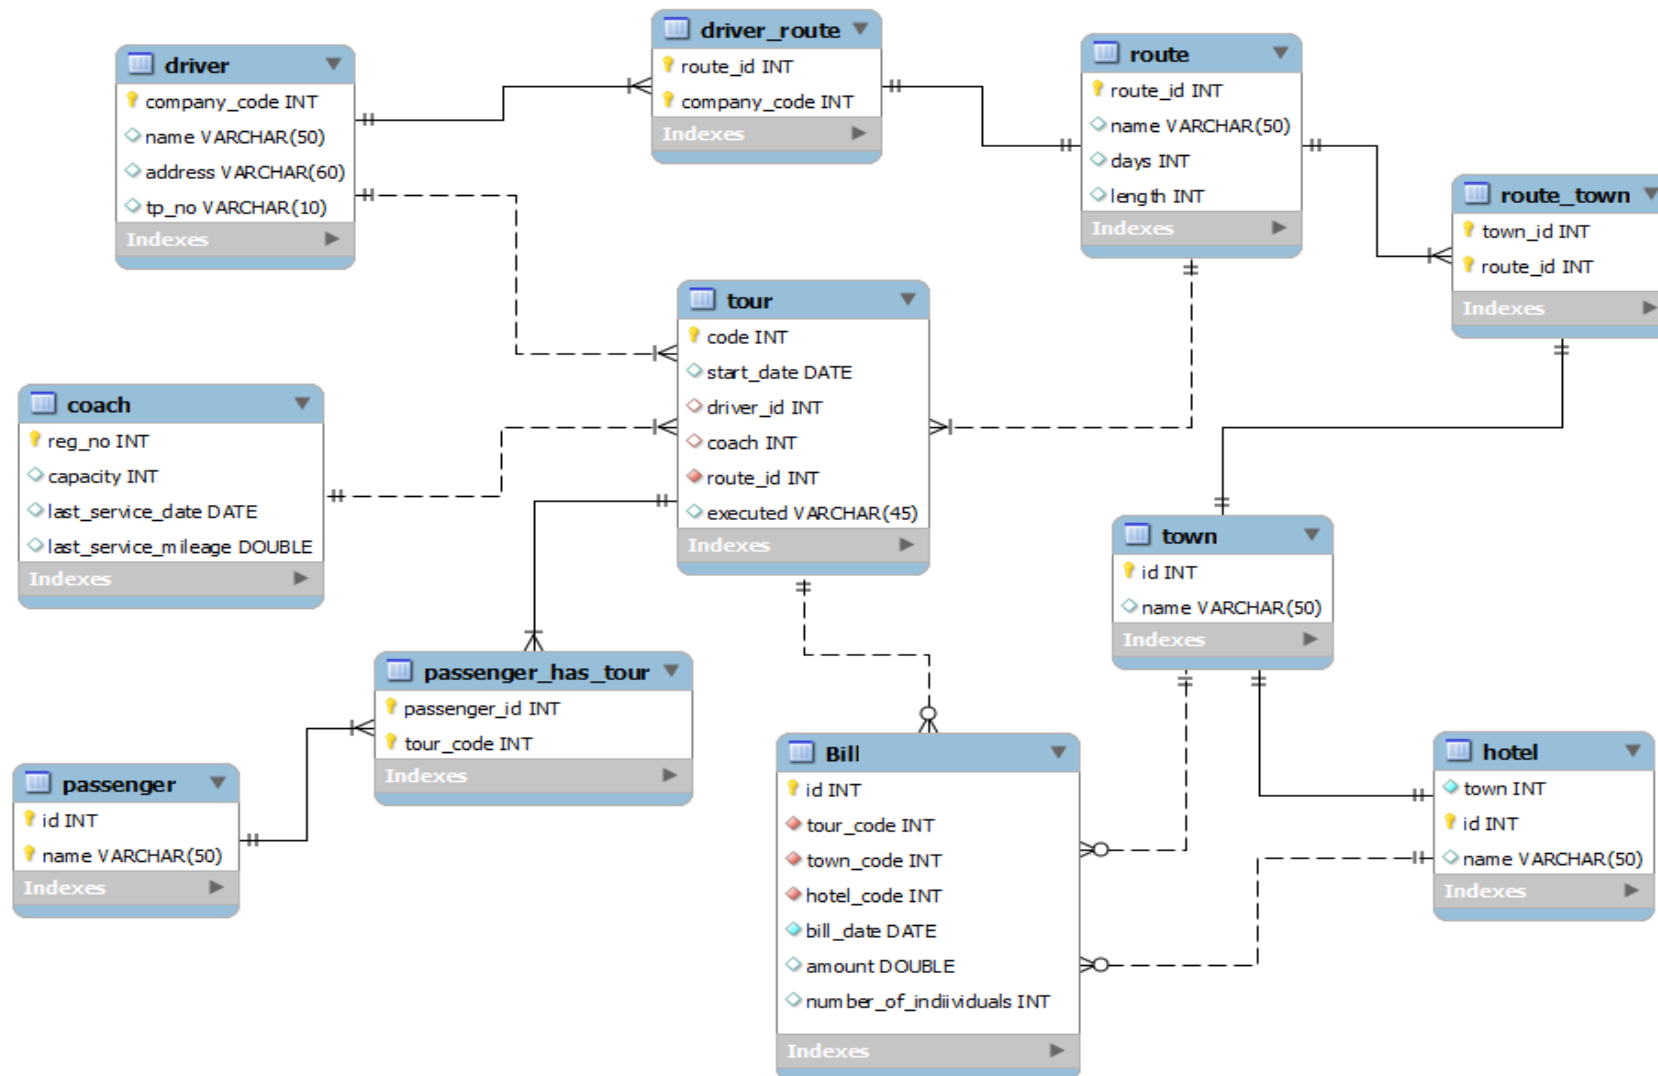 driver
company_code INT
name VARCHAR(50)
address VARCHAR(60)
tp_no VARCHAR(10)
Indexes
driver_route
route_id INT
company_code INT
Indexes
route
route_id INT
name VARCHAR(50)
days INT
length INT
Indexes
route_town
town_id INT
route_id INT
Indexes
tour
code INT
start_date DATE
driver_id INT
coach INT
route_id INT
executed VARCHAR(45)
Indexes
coach
reg_no INT
capacity INT
last_service_date DATE
last_service_mileage DOUBLE
Indexes
town
id INT
name VARCHAR(50)
Indexes
passenger_has_tour
passenger_id INT
tour_code INT
Indexes
passenger
id INT
name VARCHAR(50)
Indexes
Bill
id INT
tour_code INT
town_code INT
hotel_code INT
bill_date DATE
amount DOUBLE
number_of_indiividuals INT
Indexes
hotel
town INT
id INT
name VARCHAR(50)
Indexes